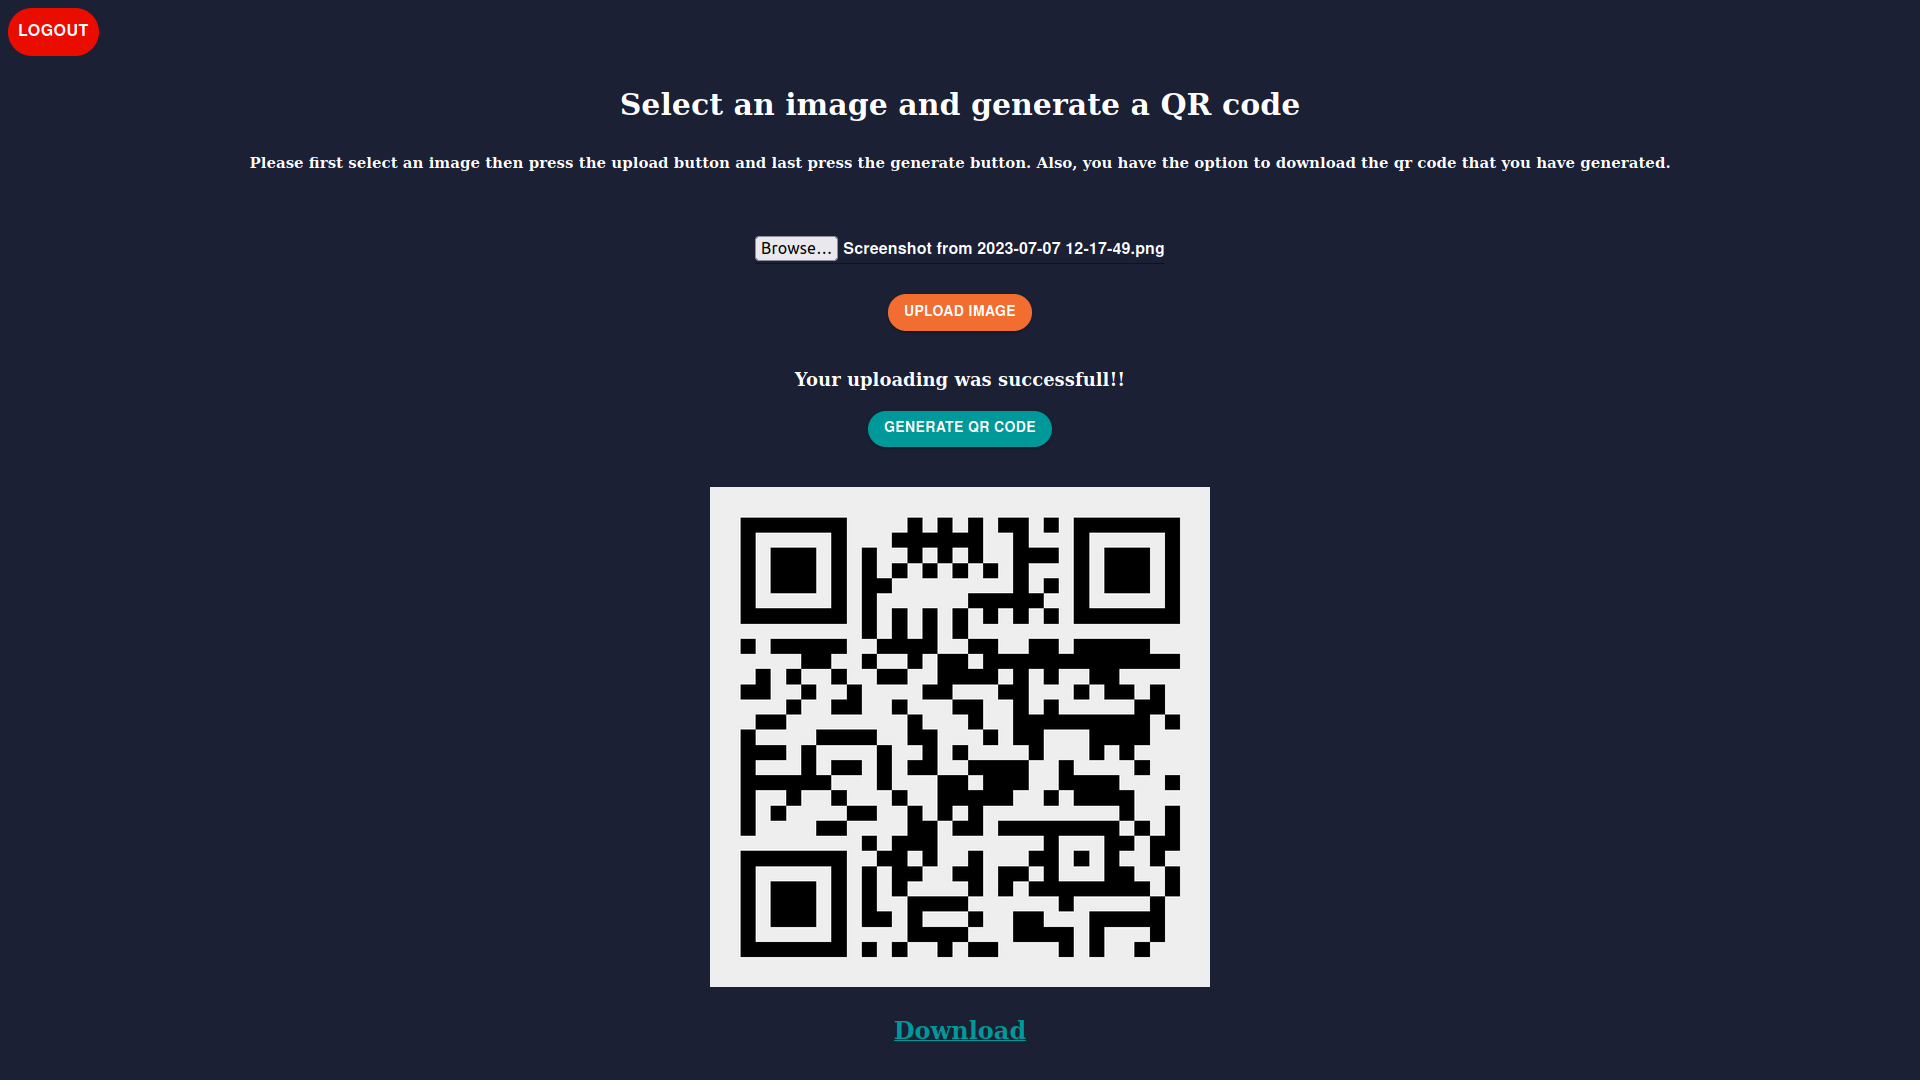 LOGOUT
Select an image and generate a QR code
Please first select an image then press the upload button and last press the generate button. Also, you have the option to download the qr code that you have generated.
Browse... Screenshot from 2023-07-07 12-17-49.png
UPLOAD IMAGE
Your uploading was successfull!!
GENERATE QR CODE
Download